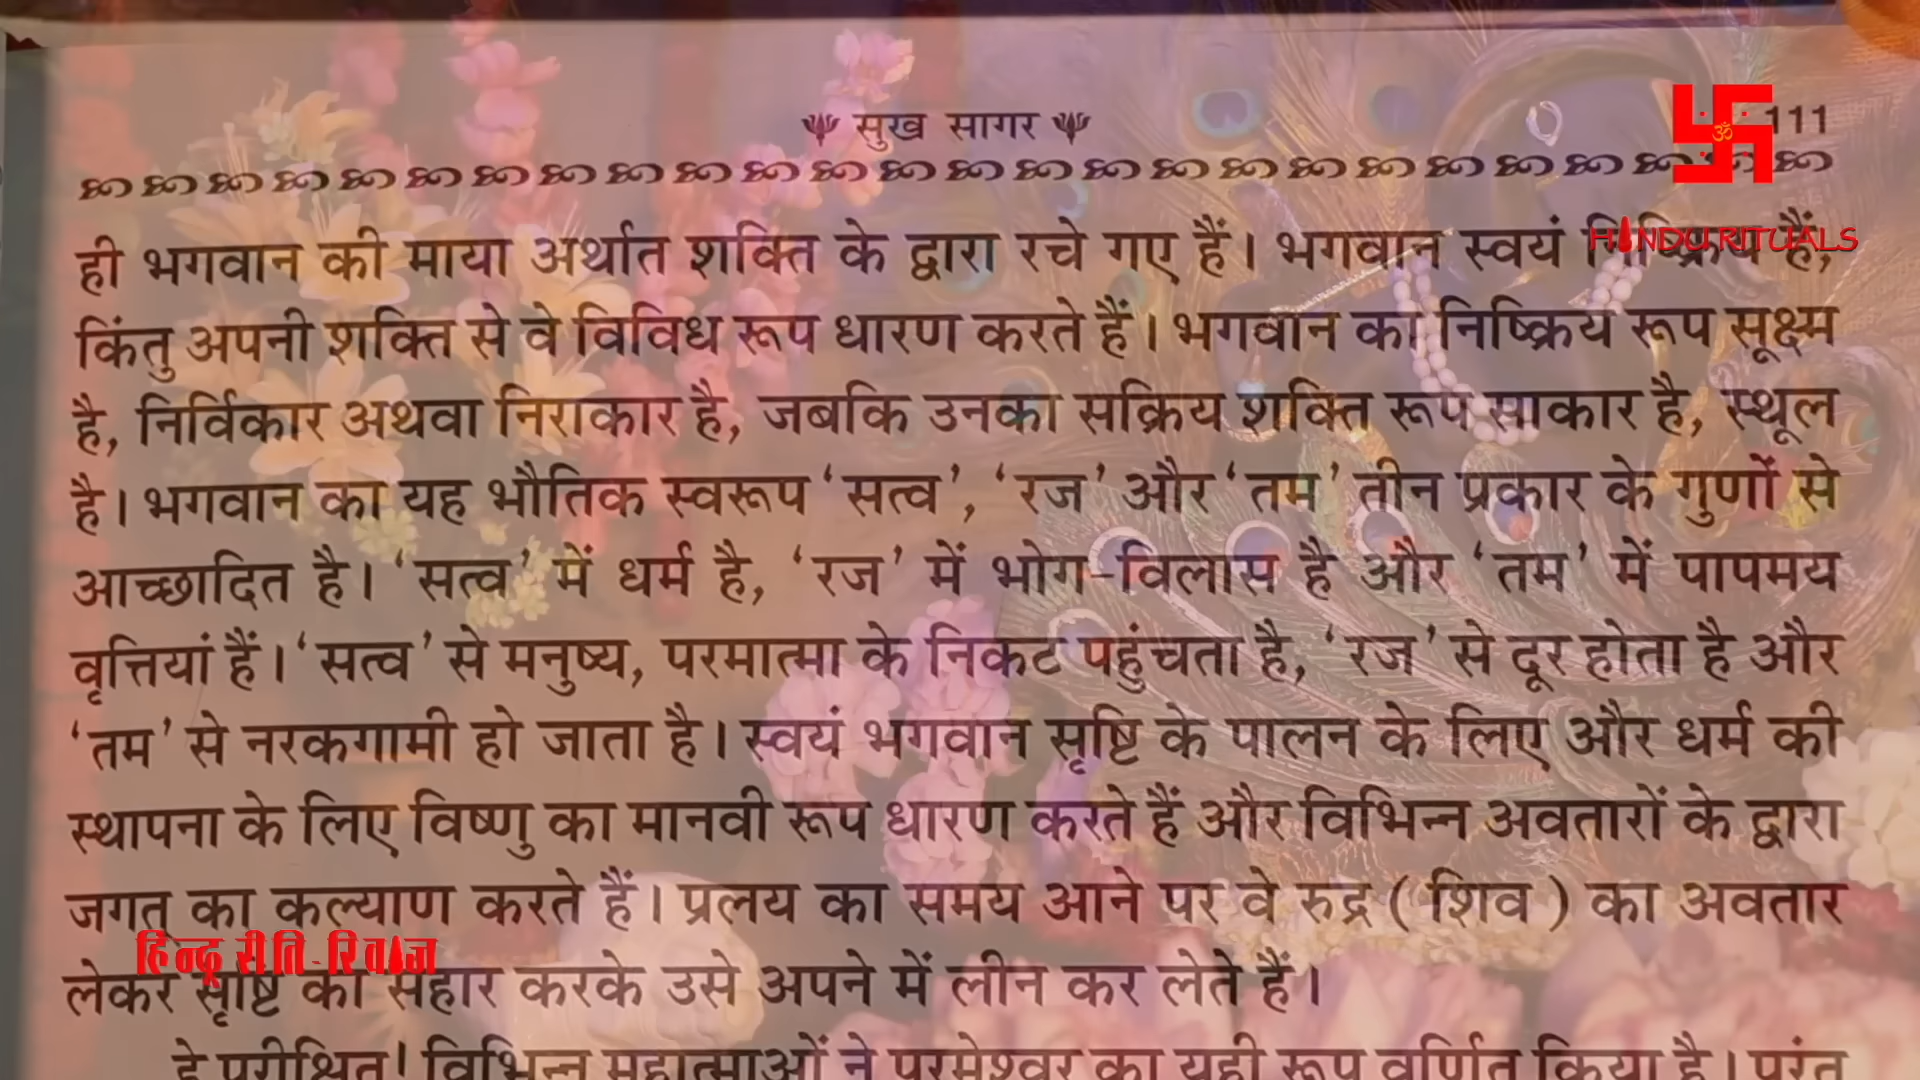 सुख सागर
111
ही भगवान की माया अर्थात शक्ति के द्वारा रचे गए हैं। भगवान स्वयं निष्क्रिय हैं,
HINDU RITUALS
किंतु अपनी शक्ति से वे विविध रूप धारण करते हैं। भगवान का निष्क्रिय रूप सूक्ष्म
है, निर्विकार अथवा निराकार है, जबकि उनका सक्रिय शक्ति रूप साकार है, स्थूल
है। भगवान का यह भौतिक स्वरूप ‘सत्व’, ‘रज’ और ‘तम’ तीन प्रकार के गुणों से
आच्छादित है। ‘सत्व’ में धर्म है, ‘रज’ में भोग-विलास है और ‘तम’ में पापमय
वृत्तियां हैं। ‘सत्व’ से मनुष्य, परमात्मा के निकट पहुंचता है, ‘रज’ से दूर होता है और
‘तम’ से नरकगामी हो जाता है। स्वयं भगवान सृष्टि के पालन के लिए और धर्म की
स्थापना के लिए विष्णु का मानवी रूप धारण करते हैं और विभिन्न अवतारों के द्वारा
जगत् का कल्याण करते हैं। प्रलय का समय आने पर वे रुद्र ( शिव ) का अवतार
हिन्दू रीति-रिवाज
लेकर सृष्टि का संहार करके उसे अपने में लीन कर लेते हैं।
हे परीक्षित! विभिन्न महात्माओं ने परमेश्वर का यही रूप वर्णित किया है। परंतु